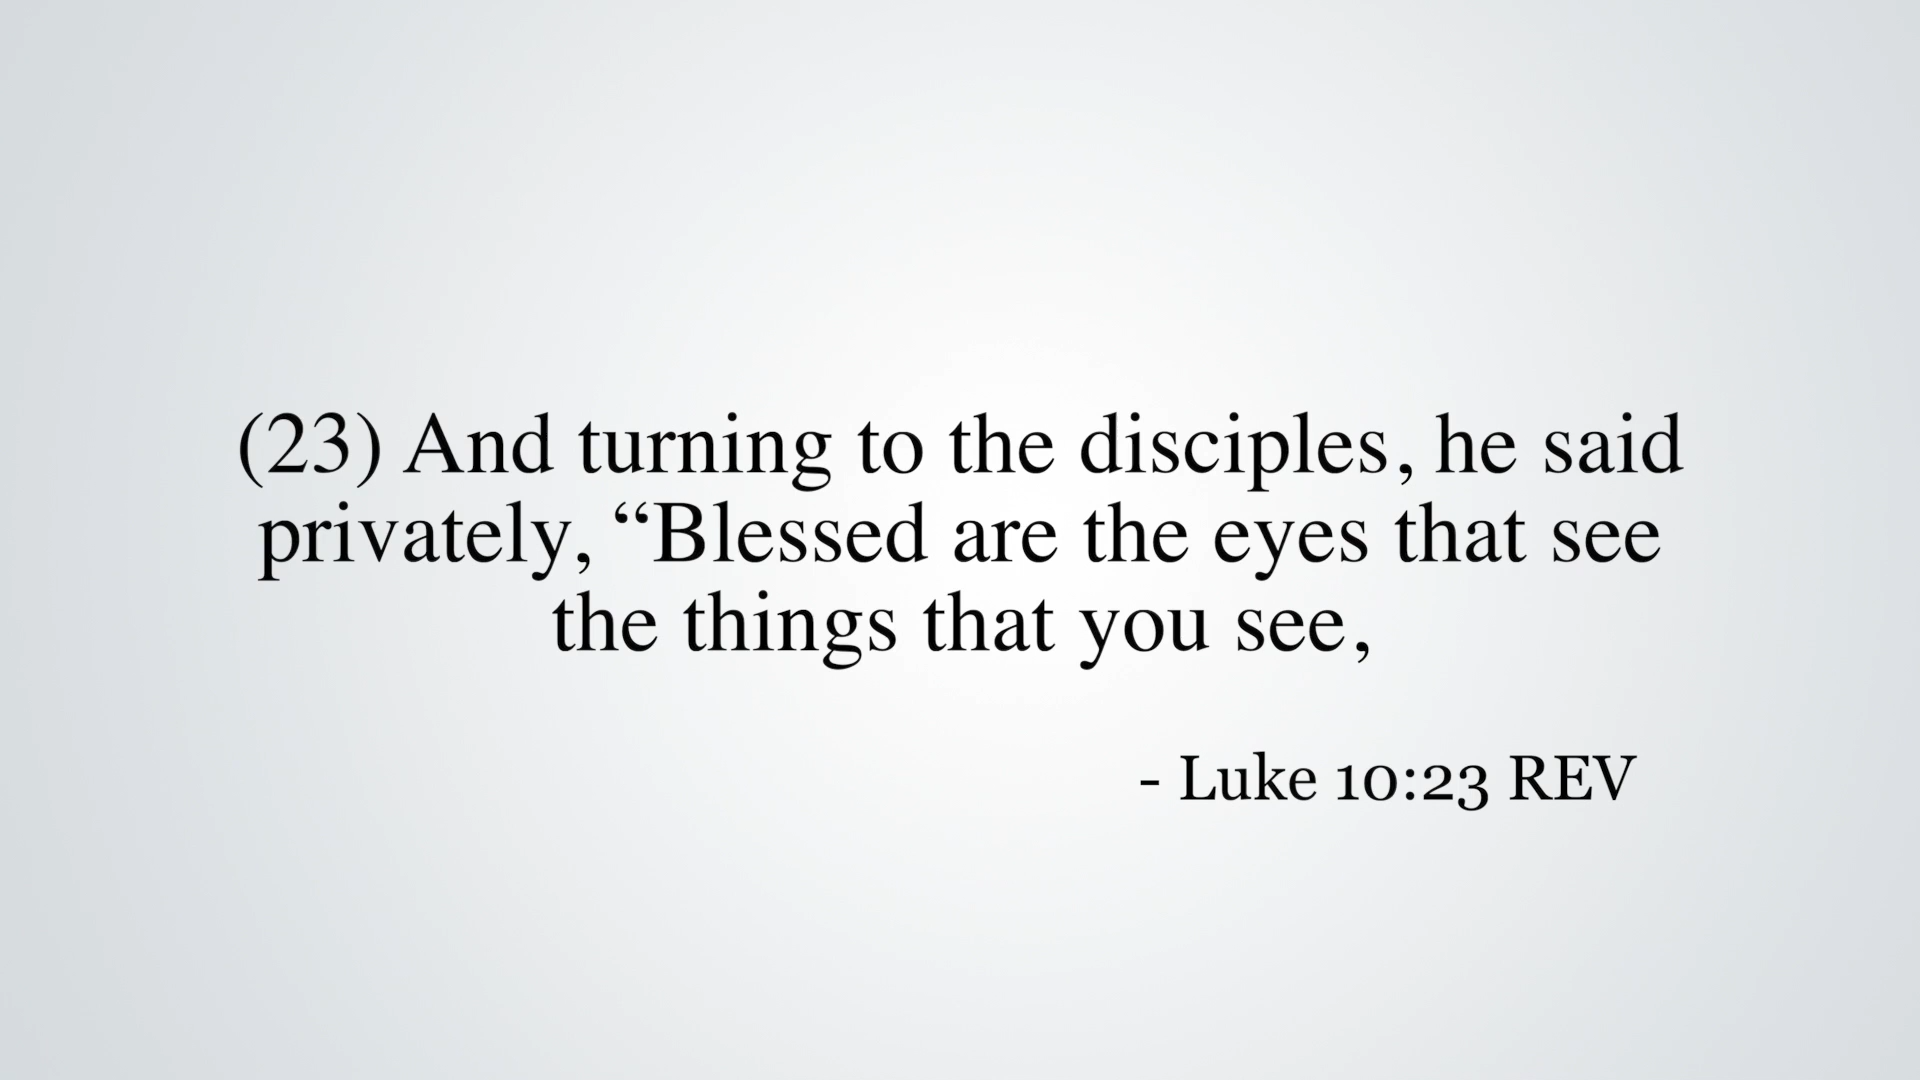 (23) And turning to the disciples, he said
privately, “Blessed are the eyes that see
the things that you see,
- Luke 10:23 REV